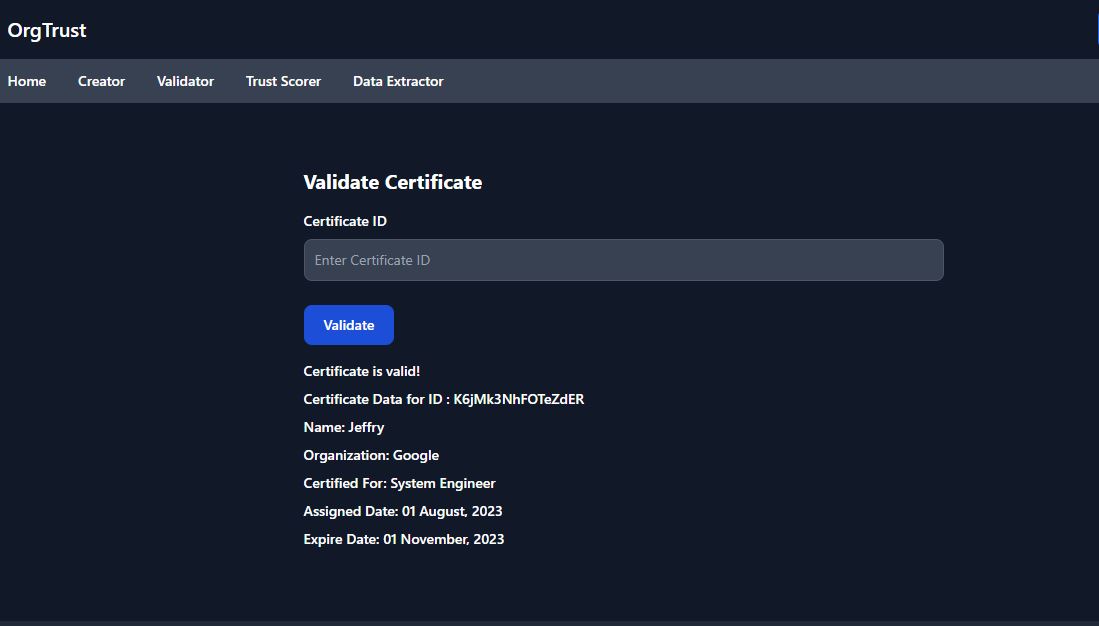 OrgTrust
Home Creator Validator Trust Scorer Data Extractor
Validate Certificate
Certificate ID
Enter Certificate ID
Validate
Certificate is valid!
Certificate Data for ID : K6jMk3NhFOTeZdER
Name: Jeffry
Organization: Google
Certified For: System Engineer
Assigned Date: 01 August, 2023
Expire Date: 01 November, 2023